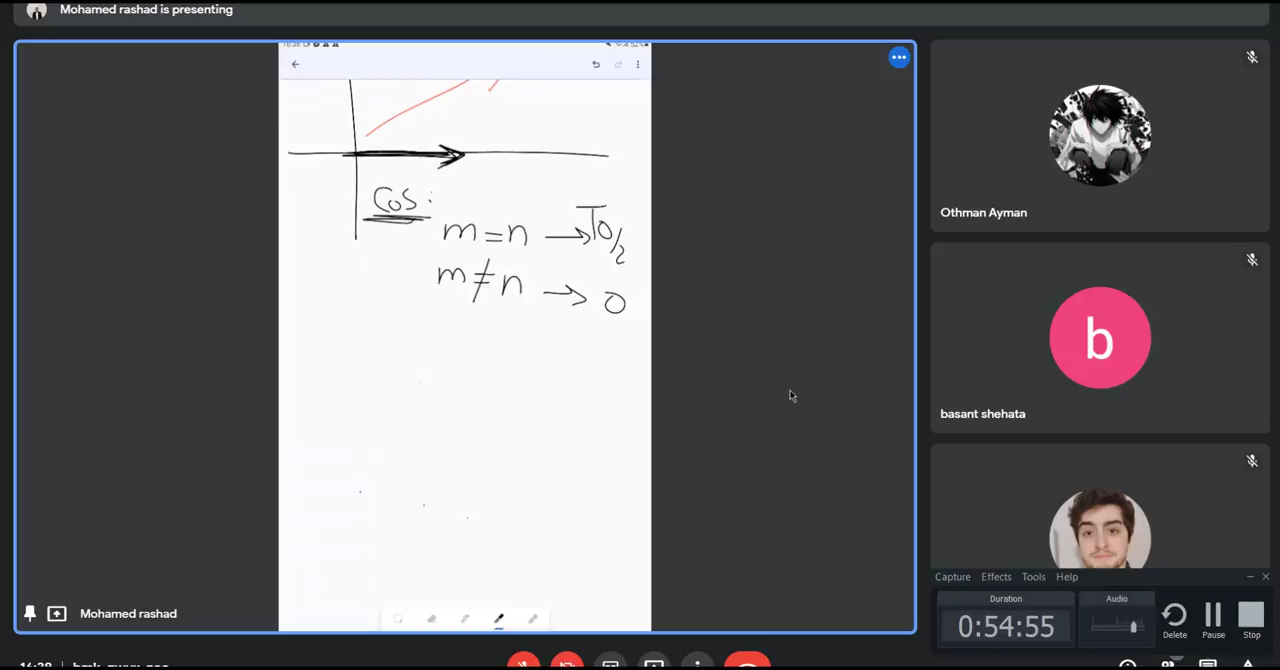 Mohamed rashad is presenting
Cos:
m = n → T0/2
m ≠ n → 0
Mohamed rashad
Othman Ayman
b
basant shehata
Capture Effects Tools Help
Duration
Audio
0:54:55
Delete
Pause
Stop